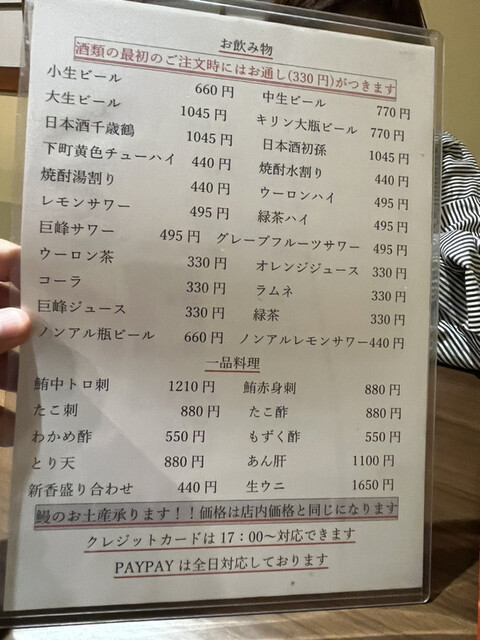 お飲み物
酒類の最初のご注文時にはお通し(330円)がつきます
小生ビール 660円 中生ビール 770円
大生ビール 1045円 キリン大瓶ビール 770円
日本酒千歳鶴 1045円 日本酒初孫 1045円
下町黄色チューハイ 440円 焼酎水割り 440円
焼酎湯割り 440円 ウーロンハイ 495円
レモンサワー 495円 緑茶ハイ 495円
巨峰サワー 495円 グレープフルーツサワー 495円
ウーロン茶 330円 オレンジジュース 330円
コーラ 330円 ラムネ 330円
巨峰ジュース 330円 緑茶 330円
ノンアル瓶ビール 660円 ノンアルレモンサワー 440円
一品料理
鮪中トロ刺 1210円 鮪赤身刺 880円
たこ刺 880円 たこ酢 880円
わかめ酢 550円 もずく酢 550円
とり天 880円 あん肝 1100円
新香盛り合わせ 440円 生ウニ 1650円
鰻のお土産承ります！！価格は店内価格と同じになります
クレジットカードは17：00～対応できます
PAYPAYは全日対応しております